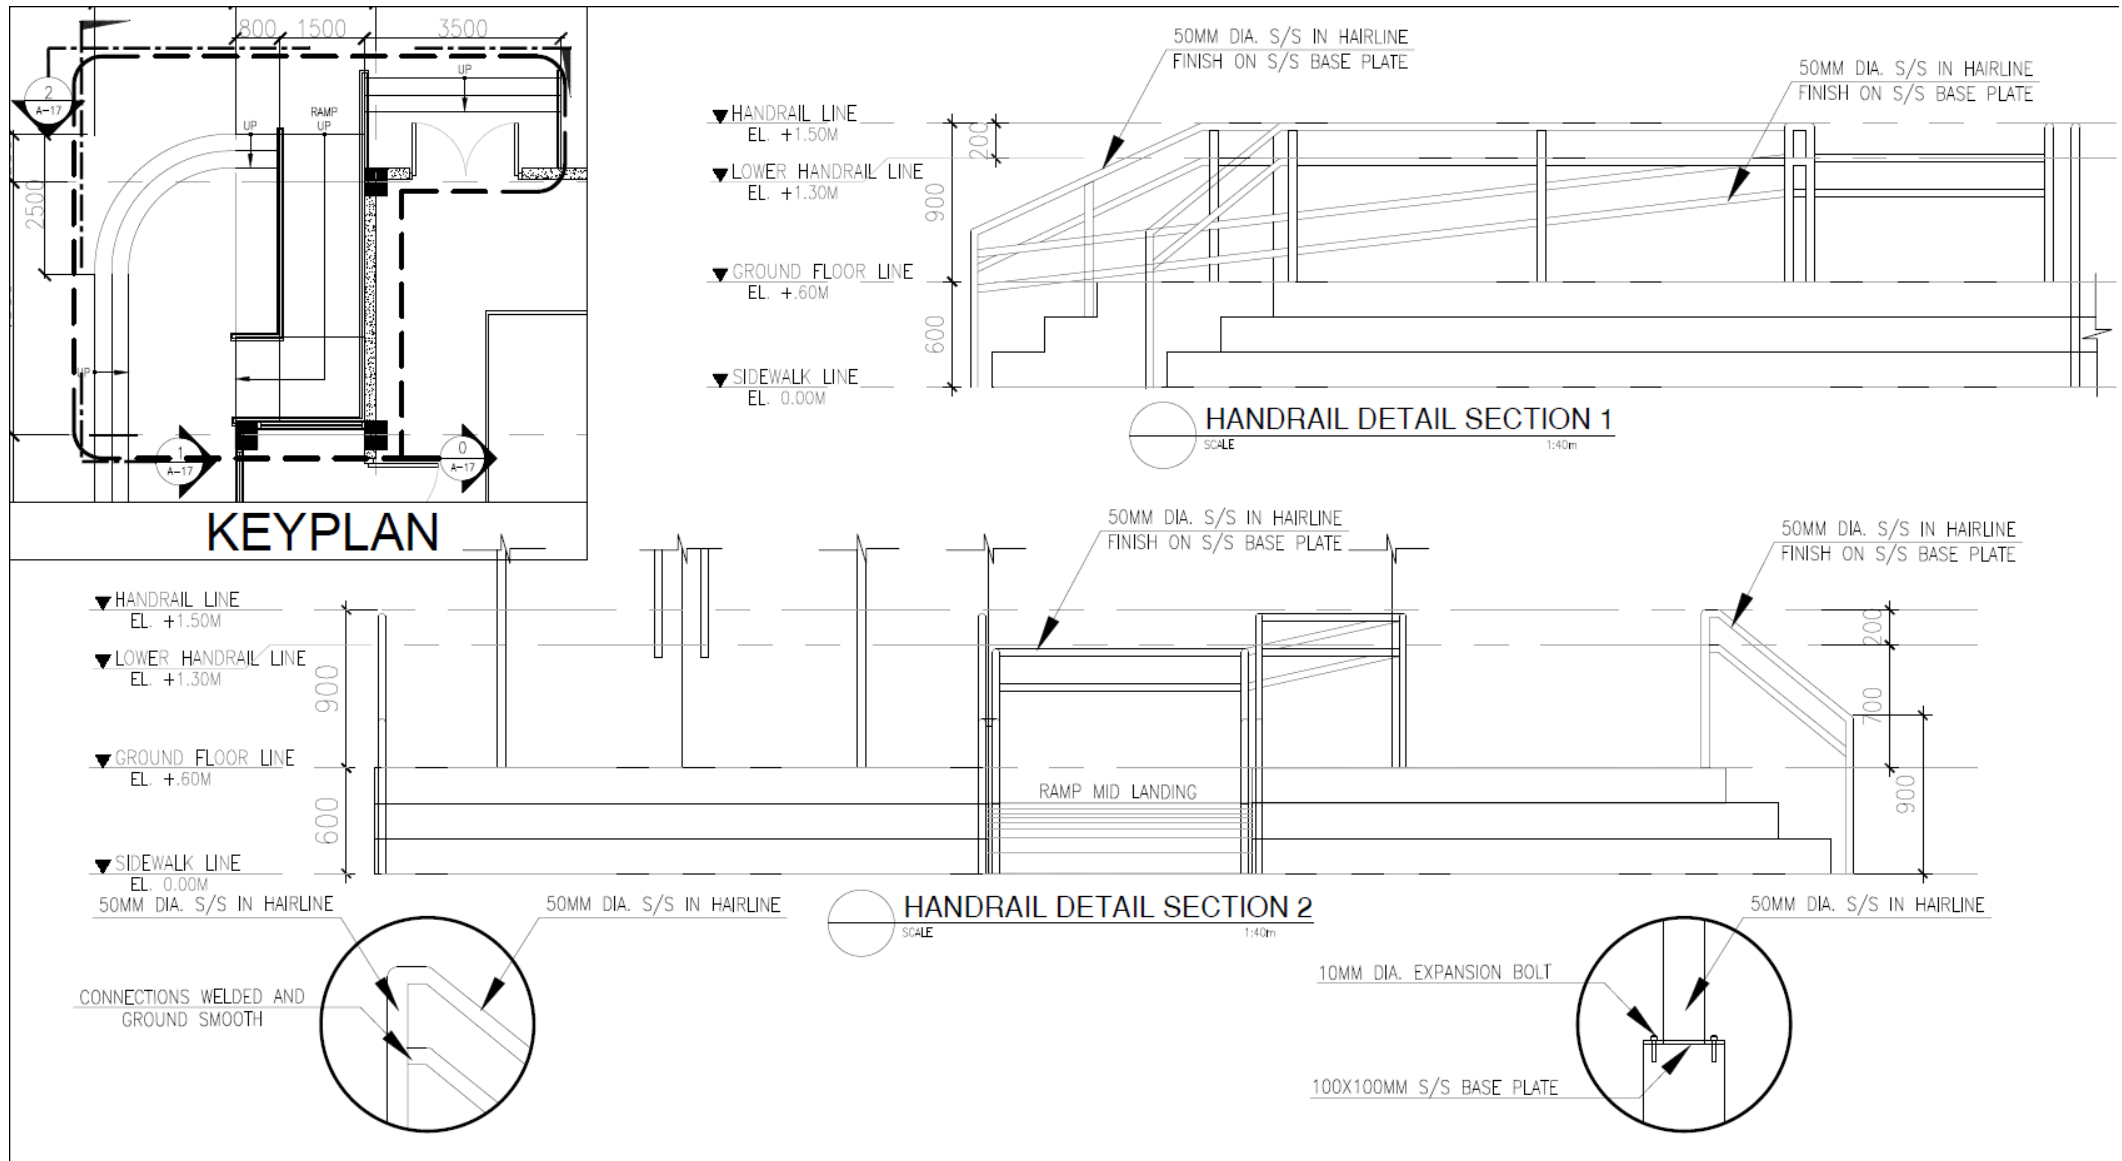 800 1500 3500
2
A-17
UP
UP
RAMP
UP
2500
UP
1
A-17
0
A-17
KEYPLAN
50MM DIA. S/S IN HAIRLINE
FINISH ON S/S BASE PLATE
50MM DIA. S/S IN HAIRLINE
FINISH ON S/S BASE PLATE
HANDRAIL LINE
EL. +1.50M
200
LOWER HANDRAIL LINE
EL. +1.30M
900
GROUND FLOOR LINE
EL. +.60M
600
SIDEWALK LINE
EL. 0.00M
HANDRAIL DETAIL SECTION 1
SCALE 1:40m
50MM DIA. S/S IN HAIRLINE
FINISH ON S/S BASE PLATE
50MM DIA. S/S IN HAIRLINE
FINISH ON S/S BASE PLATE
HANDRAIL LINE
EL. +1.50M
200
LOWER HANDRAIL LINE
EL. +1.30M
900
700
GROUND FLOOR LINE
EL. +.60M
900
RAMP MID LANDING
600
SIDEWALK LINE
EL. 0.00M
HANDRAIL DETAIL SECTION 2
SCALE 1:40m
50MM DIA. S/S IN HAIRLINE
50MM DIA. S/S IN HAIRLINE
CONNECTIONS WELDED AND
GROUND SMOOTH
50MM DIA. S/S IN HAIRLINE
10MM DIA. EXPANSION BOLT
100X100MM S/S BASE PLATE